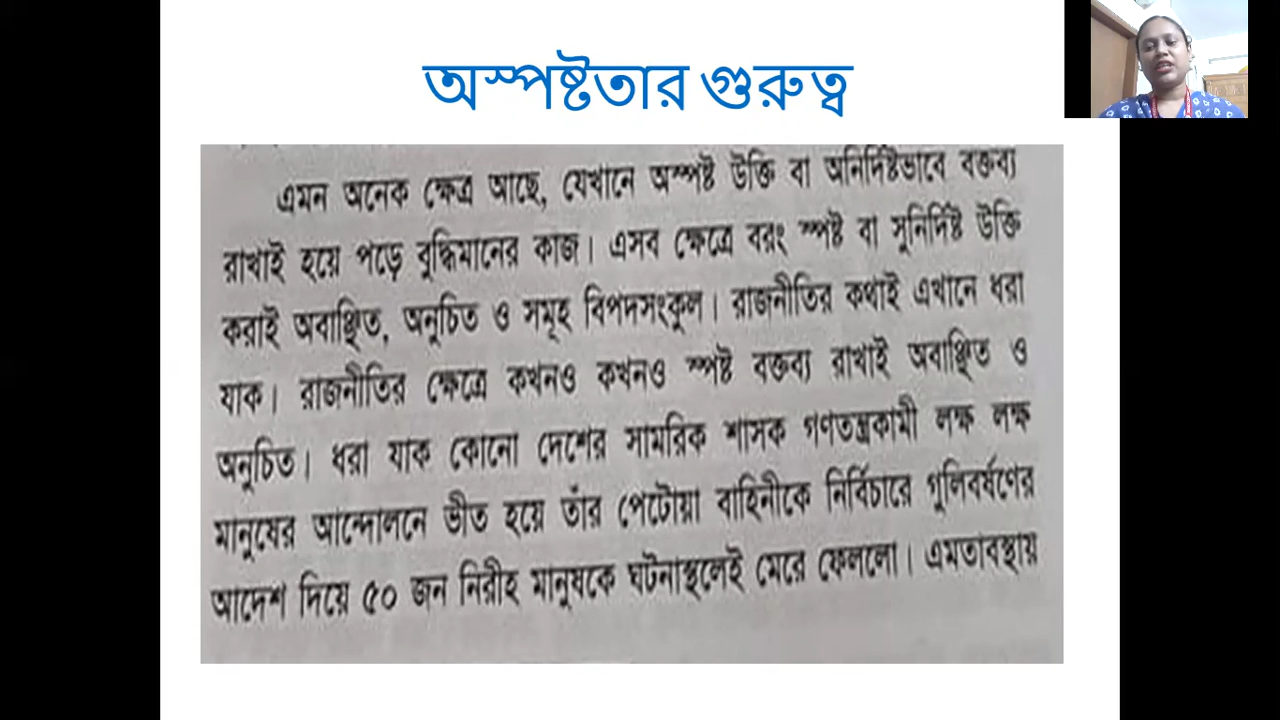 অস্পষ্টতার গুরুত্ব
এমন অনেক ক্ষেত্র আছে, যেখানে অস্পষ্ট উক্তি বা অনির্দিষ্টভাবে বক্তব্য
রাখাই হয়ে পড়ে বুদ্ধিমানের কাজ। এসব ক্ষেত্রে বরং স্পষ্ট বা সুনির্দিষ্ট উক্তি
করাই অবাঞ্ছিত, অনুচিত ও সমূহ বিপদসংকুল। রাজনীতির কথাই এখানে ধরা
যাক। রাজনীতির ক্ষেত্রে কখনও কখনও স্পষ্ট বক্তব্য রাখাই অবাঞ্ছিত ও
অনুচিত। ধরা যাক কোনো দেশের সামরিক শাসক গণতন্ত্রকামী লক্ষ লক্ষ
মানুষের আন্দোলনে ভীত হয়ে তাঁর পেটোয়া বাহিনীকে নির্বিচারে গুলিবর্ষণের
আদেশ দিয়ে ৫০ জন নিরীহ মানুষকে ঘটনাস্থলেই মেরে ফেললো। এমতাবস্থায়